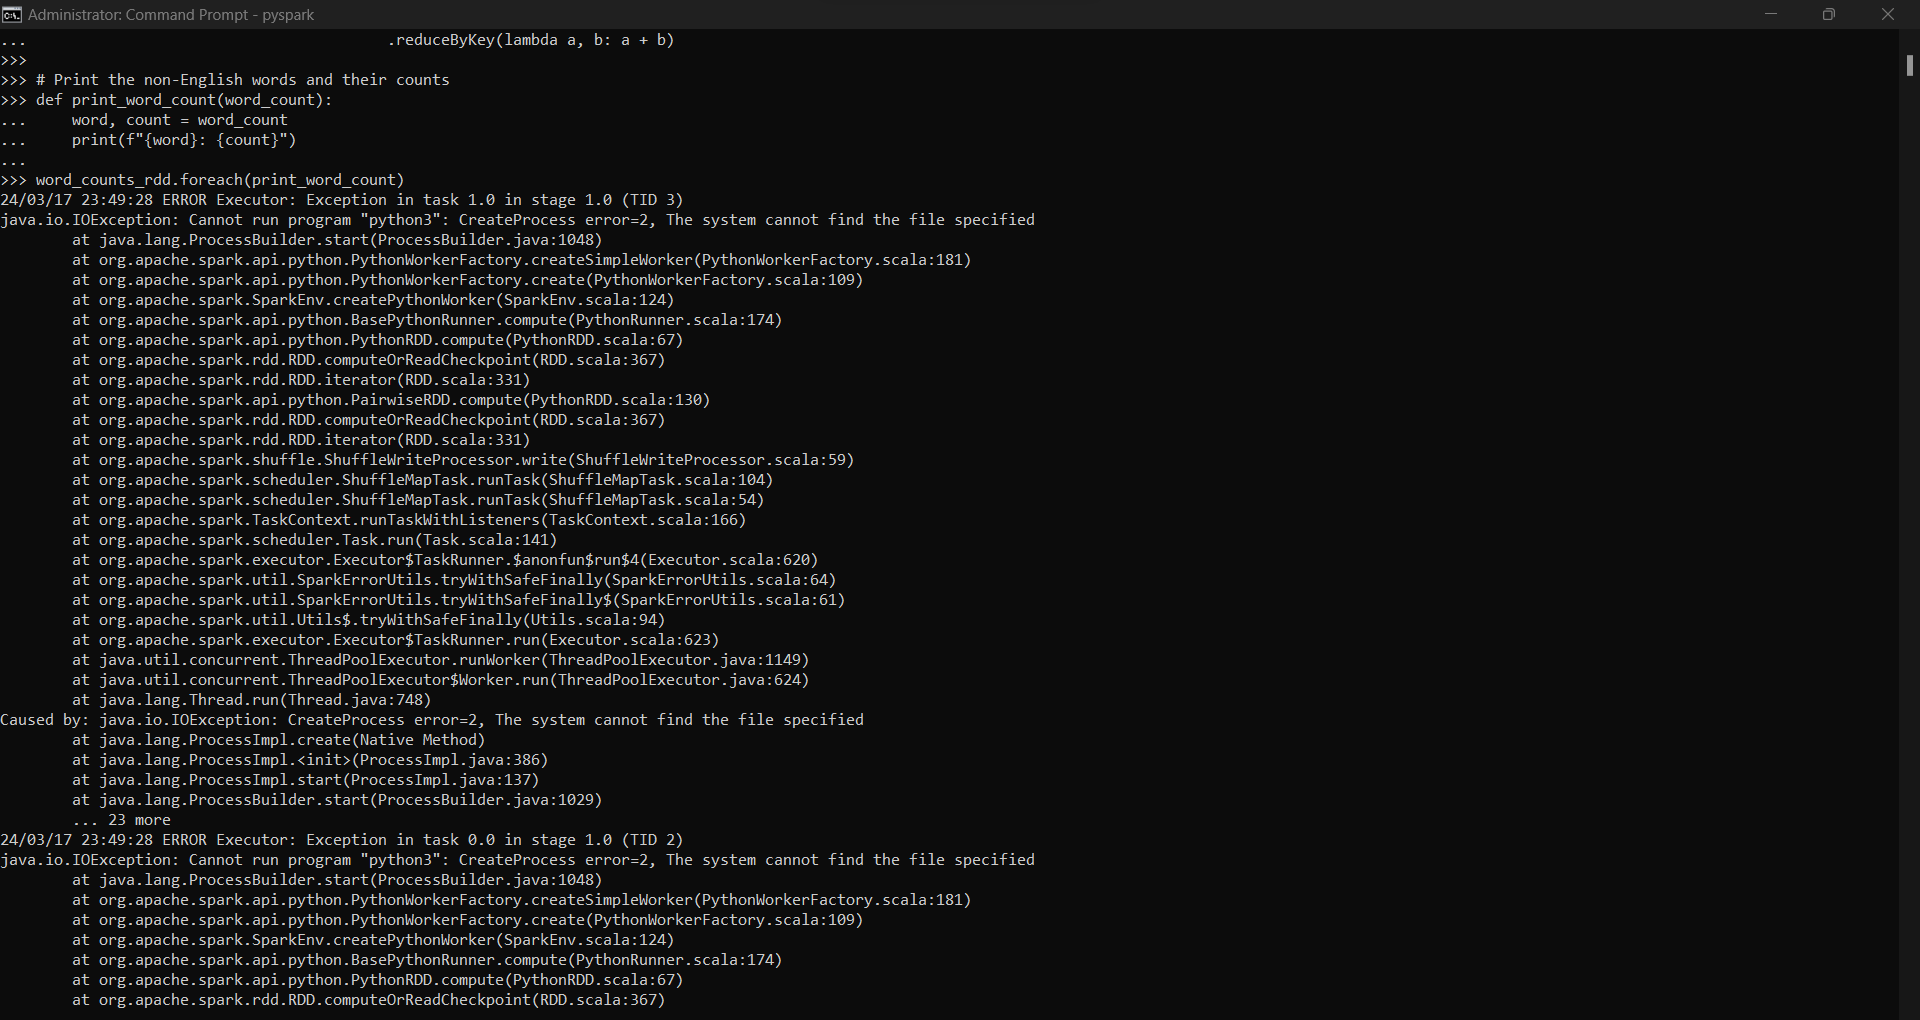 Administrator: Command Prompt - pyspark
...                                        .reduceByKey(lambda a, b: a + b)
>>>
>>> # Print the non-English words and their counts
>>> def print_word_count(word_count):
...     word, count = word_count
...     print(f"{word}: {count}")
...
>>> word_counts_rdd.foreach(print_word_count)
24/03/17 23:49:28 ERROR Executor: Exception in task 1.0 in stage 1.0 (TID 3)
java.io.IOException: Cannot run program "python3": CreateProcess error=2, The system cannot find the file specified
        at java.lang.ProcessBuilder.start(ProcessBuilder.java:1048)
        at org.apache.spark.api.python.PythonWorkerFactory.createSimpleWorker(PythonWorkerFactory.scala:181)
        at org.apache.spark.api.python.PythonWorkerFactory.create(PythonWorkerFactory.scala:109)
        at org.apache.spark.SparkEnv.createPythonWorker(SparkEnv.scala:124)
        at org.apache.spark.api.python.BasePythonRunner.compute(PythonRunner.scala:174)
        at org.apache.spark.api.python.PythonRDD.compute(PythonRDD.scala:67)
        at org.apache.spark.rdd.RDD.computeOrReadCheckpoint(RDD.scala:367)
        at org.apache.spark.rdd.RDD.iterator(RDD.scala:331)
        at org.apache.spark.api.python.PairwiseRDD.compute(PythonRDD.scala:130)
        at org.apache.spark.rdd.RDD.computeOrReadCheckpoint(RDD.scala:367)
        at org.apache.spark.rdd.RDD.iterator(RDD.scala:331)
        at org.apache.spark.shuffle.ShuffleWriteProcessor.write(ShuffleWriteProcessor.scala:59)
        at org.apache.spark.scheduler.ShuffleMapTask.runTask(ShuffleMapTask.scala:104)
        at org.apache.spark.scheduler.ShuffleMapTask.runTask(ShuffleMapTask.scala:54)
        at org.apache.spark.TaskContext.runTaskWithListeners(TaskContext.scala:166)
        at org.apache.spark.scheduler.Task.run(Task.scala:141)
        at org.apache.spark.executor.Executor$TaskRunner.$anonfun$run$4(Executor.scala:620)
        at org.apache.spark.util.SparkErrorUtils.tryWithSafeFinally(SparkErrorUtils.scala:64)
        at org.apache.spark.util.SparkErrorUtils.tryWithSafeFinally$(SparkErrorUtils.scala:61)
        at org.apache.spark.util.Utils$.tryWithSafeFinally(Utils.scala:94)
        at org.apache.spark.executor.Executor$TaskRunner.run(Executor.scala:623)
        at java.util.concurrent.ThreadPoolExecutor.runWorker(ThreadPoolExecutor.java:1149)
        at java.util.concurrent.ThreadPoolExecutor$Worker.run(ThreadPoolExecutor.java:624)
        at java.lang.Thread.run(Thread.java:748)
Caused by: java.io.IOException: CreateProcess error=2, The system cannot find the file specified
        at java.lang.ProcessImpl.create(Native Method)
        at java.lang.ProcessImpl.<init>(ProcessImpl.java:386)
        at java.lang.ProcessImpl.start(ProcessImpl.java:137)
        at java.lang.ProcessBuilder.start(ProcessBuilder.java:1029)
        ... 23 more
24/03/17 23:49:28 ERROR Executor: Exception in task 0.0 in stage 1.0 (TID 2)
java.io.IOException: Cannot run program "python3": CreateProcess error=2, The system cannot find the file specified
        at java.lang.ProcessBuilder.start(ProcessBuilder.java:1048)
        at org.apache.spark.api.python.PythonWorkerFactory.createSimpleWorker(PythonWorkerFactory.scala:181)
        at org.apache.spark.api.python.PythonWorkerFactory.create(PythonWorkerFactory.scala:109)
        at org.apache.spark.SparkEnv.createPythonWorker(SparkEnv.scala:124)
        at org.apache.spark.api.python.BasePythonRunner.compute(PythonRunner.scala:174)
        at org.apache.spark.api.python.PythonRDD.compute(PythonRDD.scala:67)
        at org.apache.spark.rdd.RDD.computeOrReadCheckpoint(RDD.scala:367)